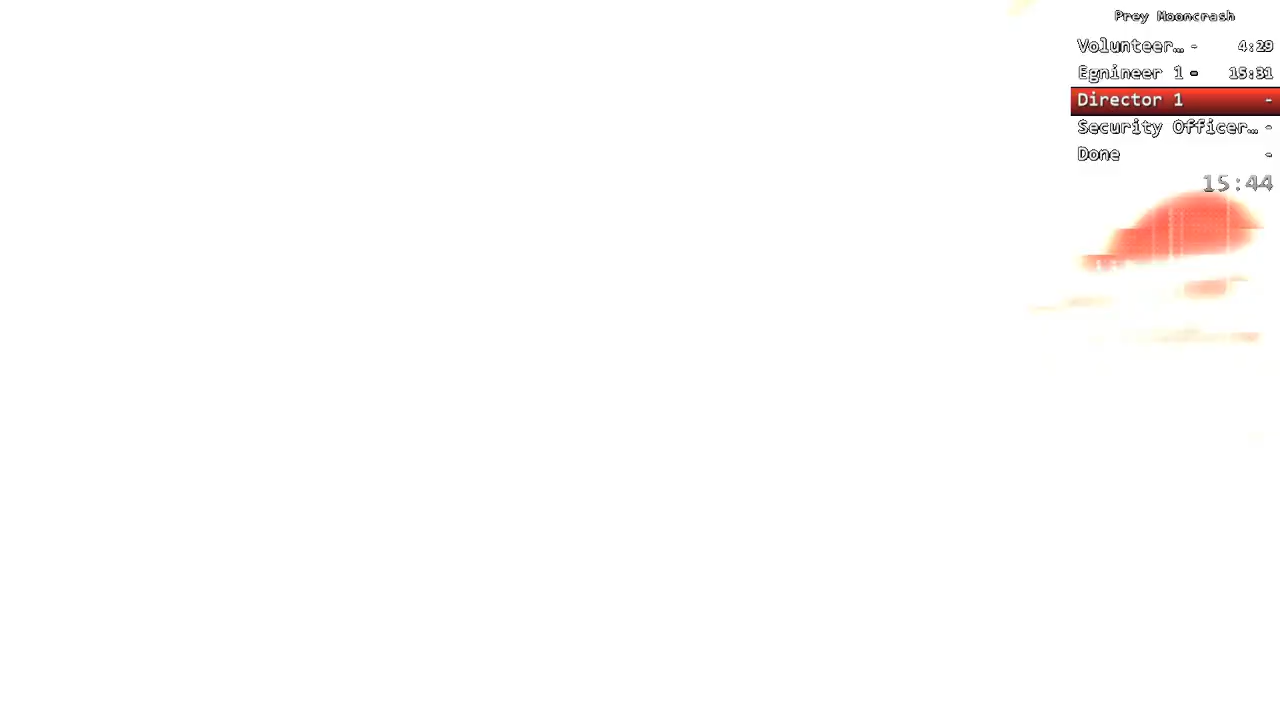 Prey Mooncrash
Volunteer… - 4:29
Egnineer 1 - 15:31
Director 1 -
Security Officer… -
Done -
15:44